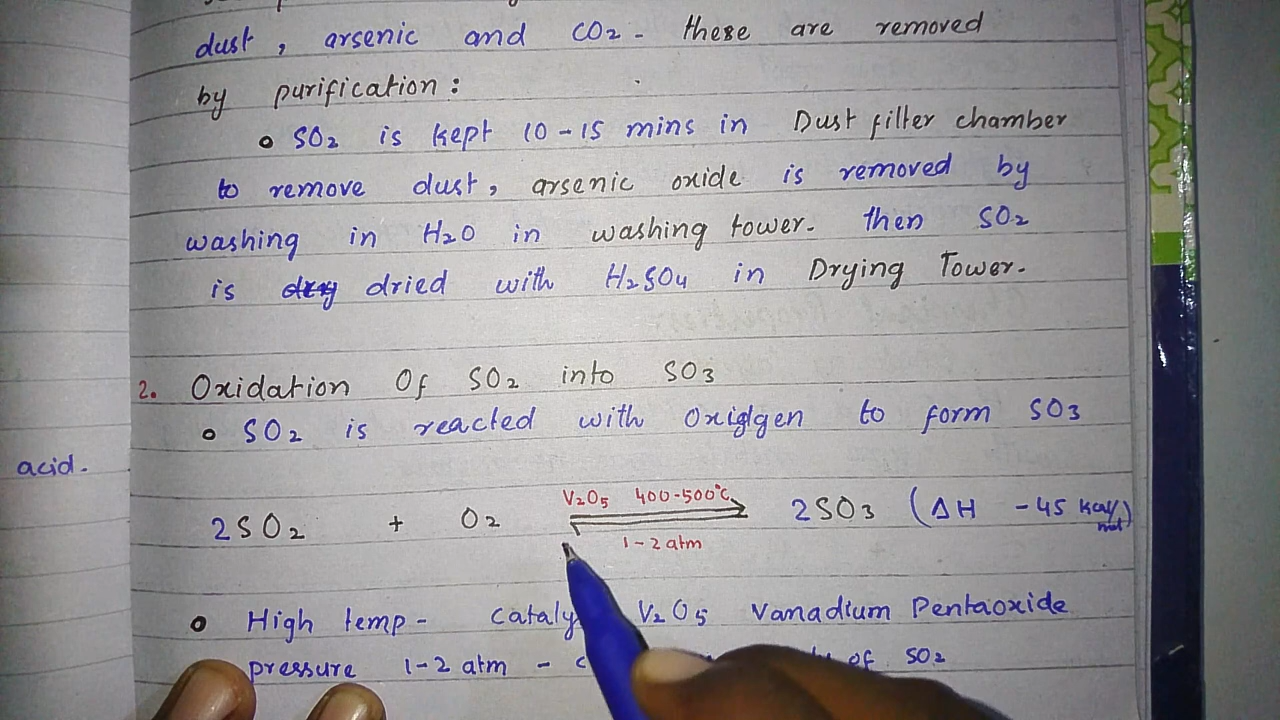 dust, arsenic and CO2 - these are removed
by purification:
• SO2 is kept 10-15 mins in Dust filter chamber
to remove dust, arsenic oxide is removed by
washing in H2O in washing tower. then SO2
is dried with H2SO4 in Drying Tower.
2. Oxidation Of SO2 into SO3
• SO2 is reacted with Oxiggen to form SO3
acid.
V2O5 400-500°C
2SO2 + O2 ⇌ 2SO3 (ΔH -45 Kcal/mol)
1-2 atm
• High temp- cataly V2O5 Vanadium Pentaoxide
pressure 1-2 atm - of SO2